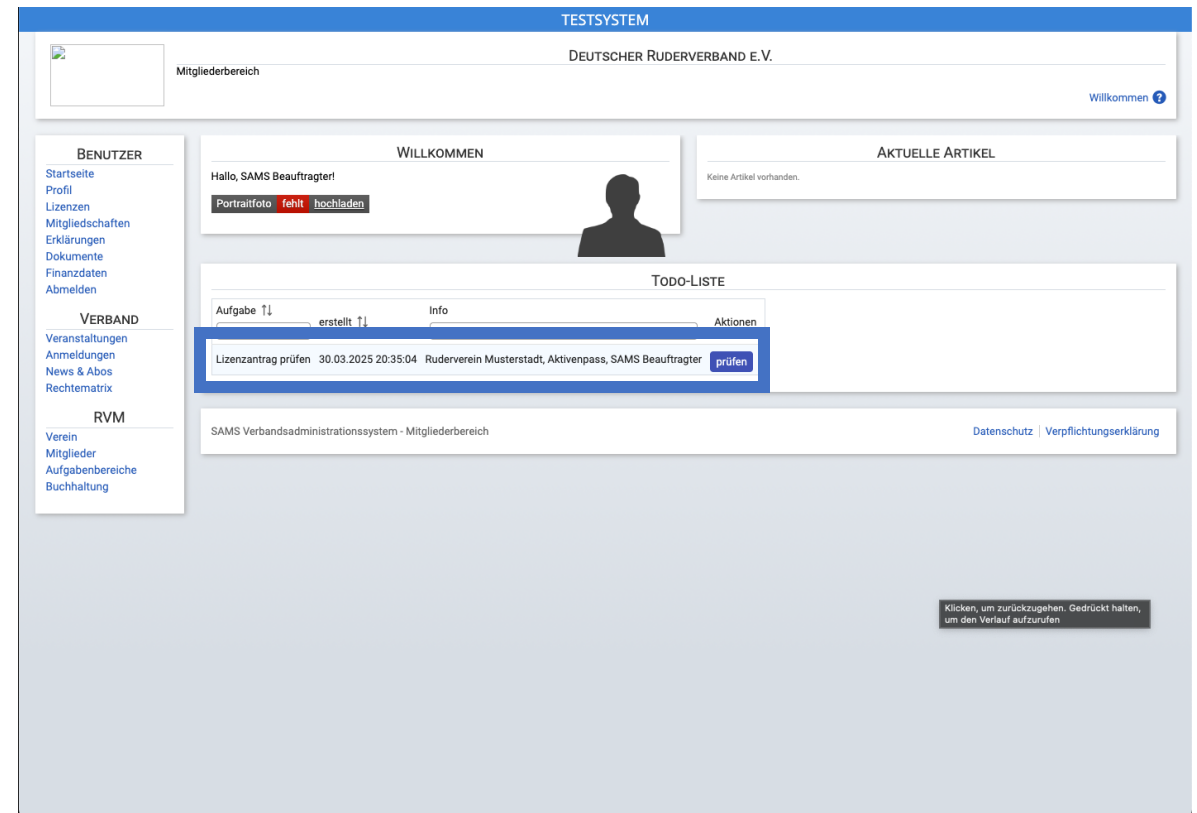 TESTSYSTEM
Deutscher Ruderverband e.V.
Mitgliederbereich
Willkommen ?
Benutzer
Startseite
Profil
Lizenzen
Mitgliedschaften
Erklärungen
Dokumente
Finanzdaten
Abmelden
Verband
Veranstaltungen
Anmeldungen
News & Abos
Rechtematrix
RVM
Verein
Mitglieder
Aufgabenbereiche
Buchhaltung
Willkommen
Hallo, SAMS Beauftragter!
Portraitfoto fehlt hochladen
Aktuelle Artikel
Keine Artikel vorhanden.
Todo-Liste
Aufgabe ↑↓ erstellt ↑↓ Info Aktionen
Lizenzantrag prüfen 30.03.2025 20:35:04 Ruderverein Musterstadt, Aktivenpass, SAMS Beauftragter prüfen
SAMS Verbandsadministrationssystem - Mitgliederbereich
Datenschutz | Verpflichtungserklärung
Klicken, um zurückzugehen. Gedrückt halten,
um den Verlauf aufzurufen